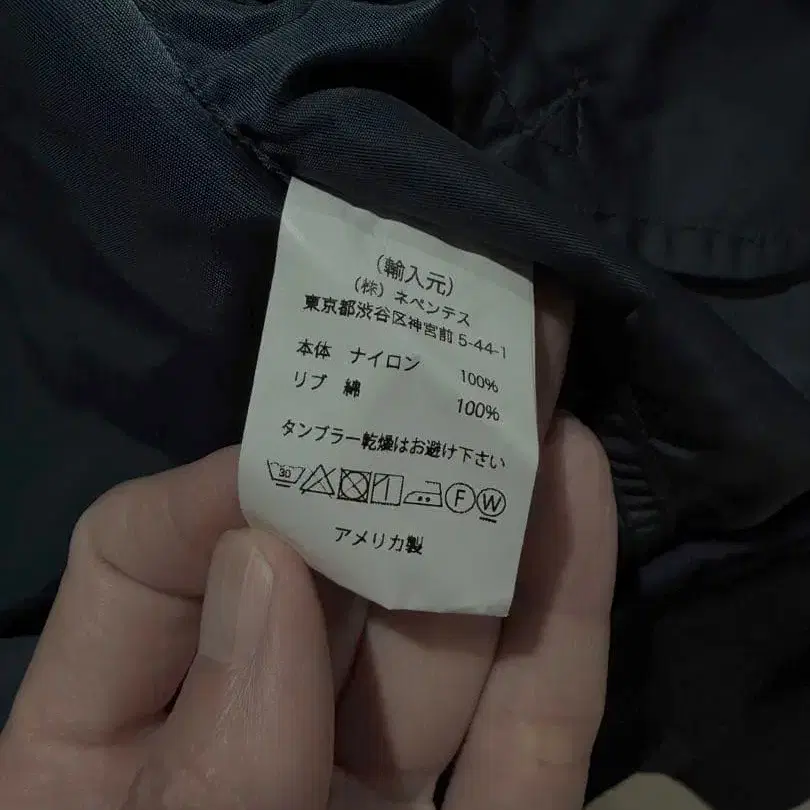 (輸入元)
(株) ネペンテス
東京都渋谷区神宮前 5-44-1
本体 ナイロン 100%
リブ 綿 100%
タンブラー乾燥はお避け下さい
30 F W
アメリカ製